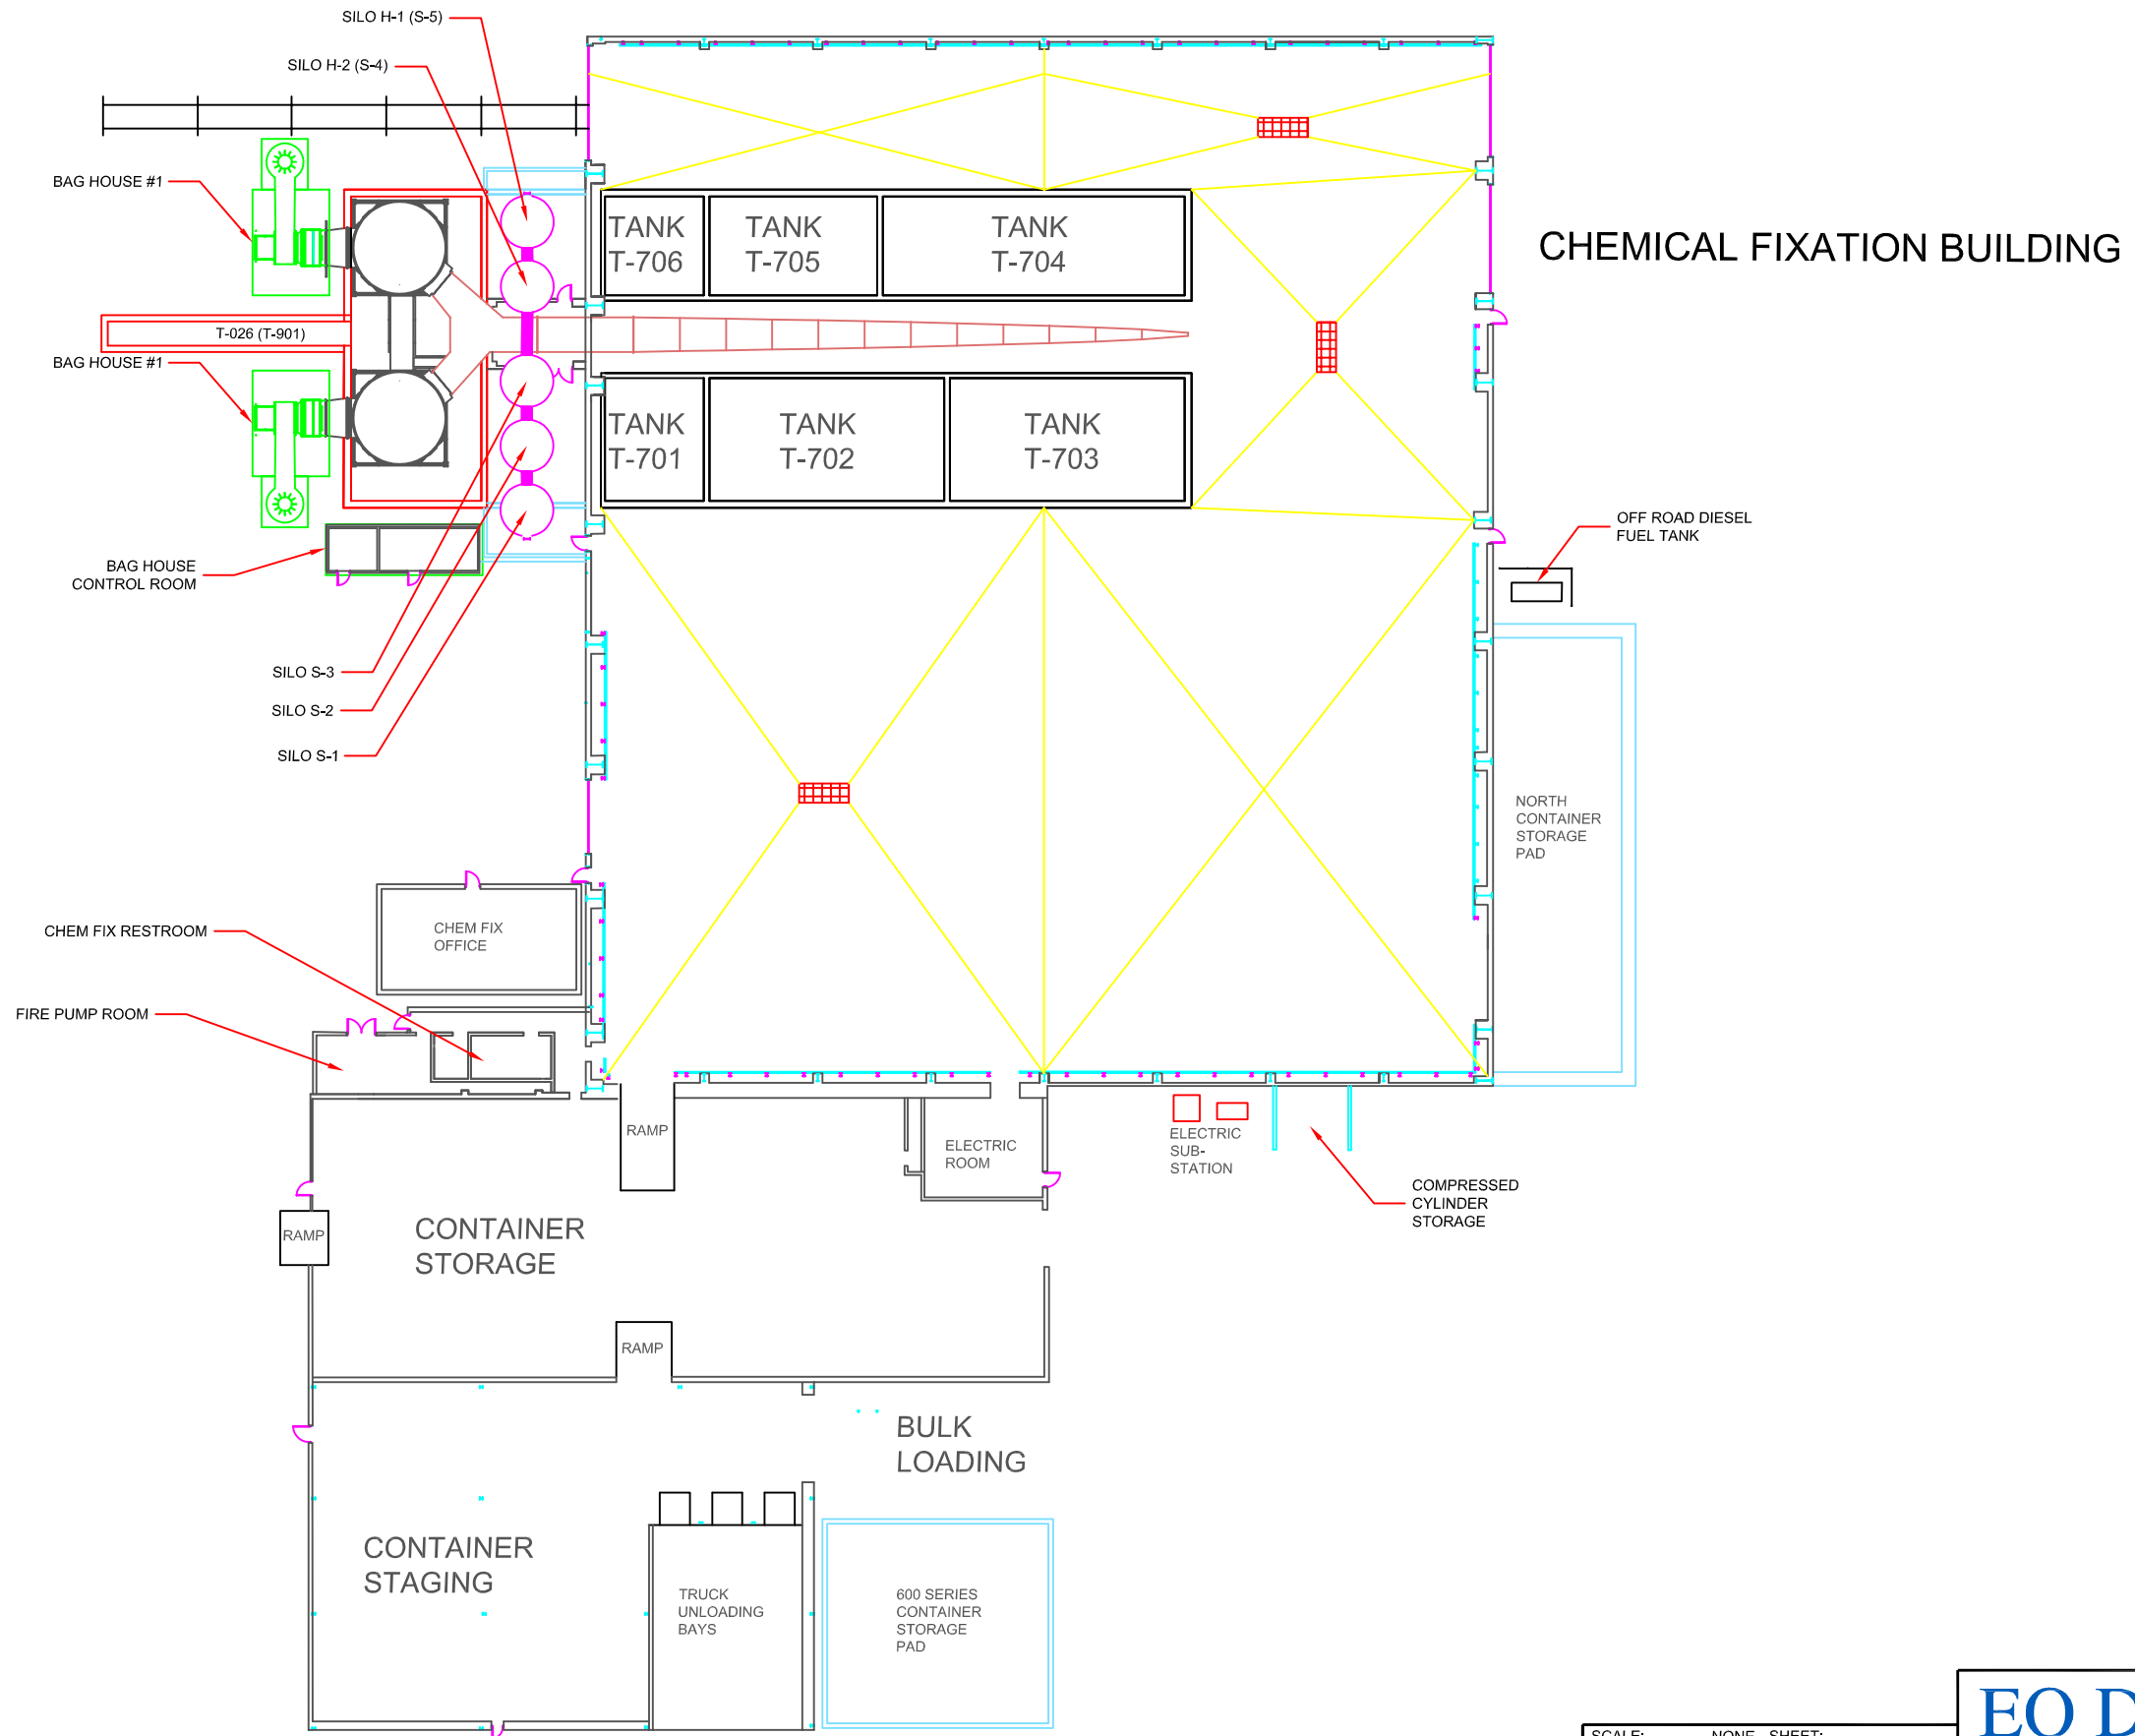 SILO H-1 (S-5)
SILO H-2 (S-4)
BAG HOUSE #1
TANK
T-706
TANK
T-705
TANK
T-704
CHEMICAL FIXATION BUILDING
T-026 (T-901)
BAG HOUSE #1
TANK
T-701
TANK
T-702
TANK
T-703
OFF ROAD DIESEL
FUEL TANK
BAG HOUSE
CONTROL ROOM
SILO S-3
SILO S-2
SILO S-1
NORTH
CONTAINER
STORAGE
PAD
CHEM FIX
OFFICE
CHEM FIX RESTROOM
FIRE PUMP ROOM
RAMP
ELECTRIC
ROOM
ELECTRIC
SUB-
STATION
COMPRESSED
CYLINDER
STORAGE
RAMP
CONTAINER
STORAGE
RAMP
BULK
LOADING
CONTAINER
STAGING
TRUCK
UNLOADING
BAYS
600 SERIES
CONTAINER
STORAGE
PAD
EQ D
SCALE: NONE SHEET: